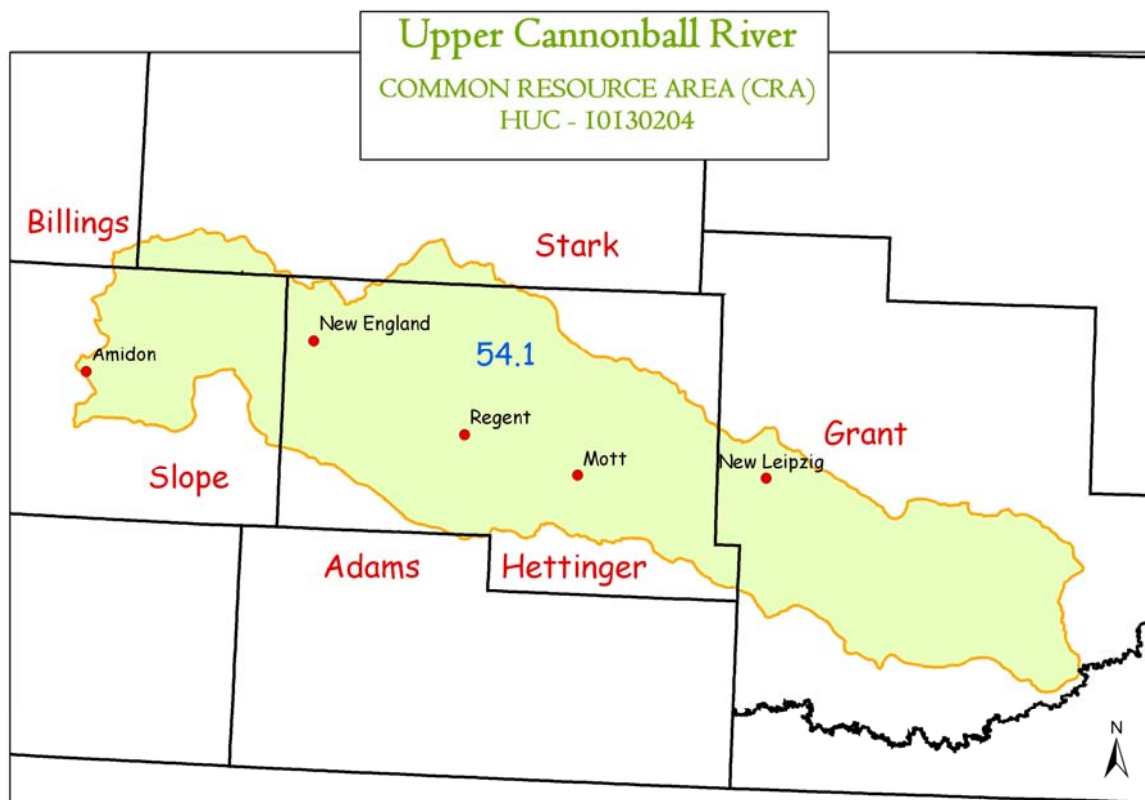 Upper Cannonball River
COMMON RESOURCE AREA (CRA)
HUC - 10130204
Billings
Stark
New England
54.1
Amidon
Regent
Grant
Mott
New Leipzig
Slope
Adams
Hettinger
N